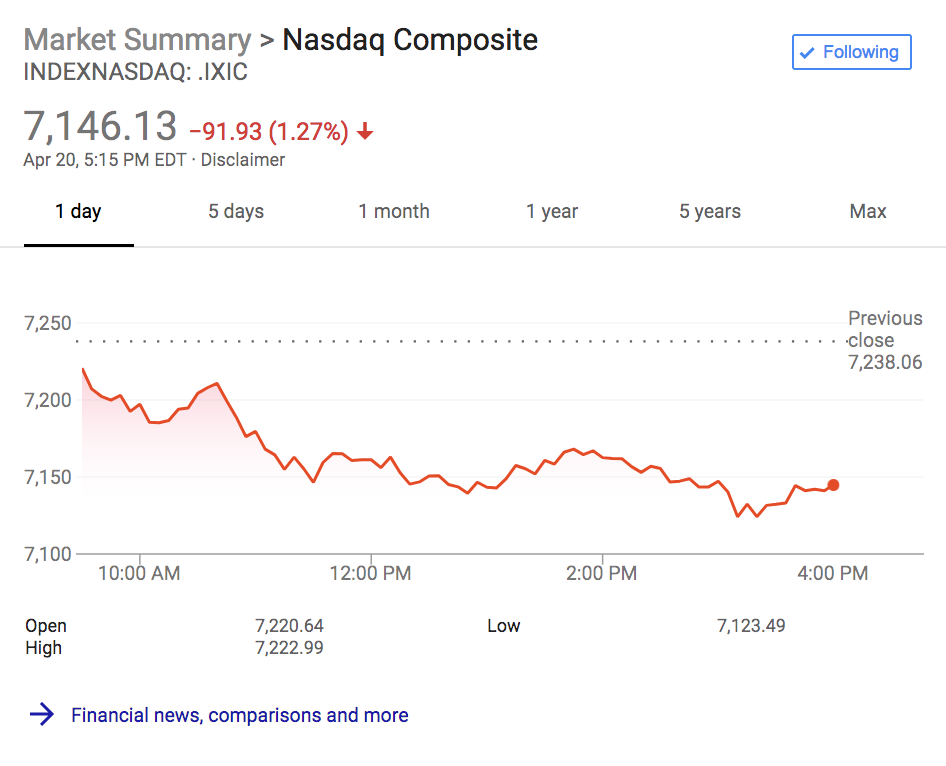 Market Summary > Nasdaq Composite
INDEXNASDAQ: .IXIC
Following
7,146.13 −91.93 (1.27%)
Apr 20, 5:15 PM EDT · Disclaimer
1 day 5 days 1 month 1 year 5 years Max
7,250
Previous
close
7,238.06
7,200
7,150
7,100
10:00 AM 12:00 PM 2:00 PM 4:00 PM
Open 7,220.64 Low 7,123.49
High 7,222.99
Financial news, comparisons and more